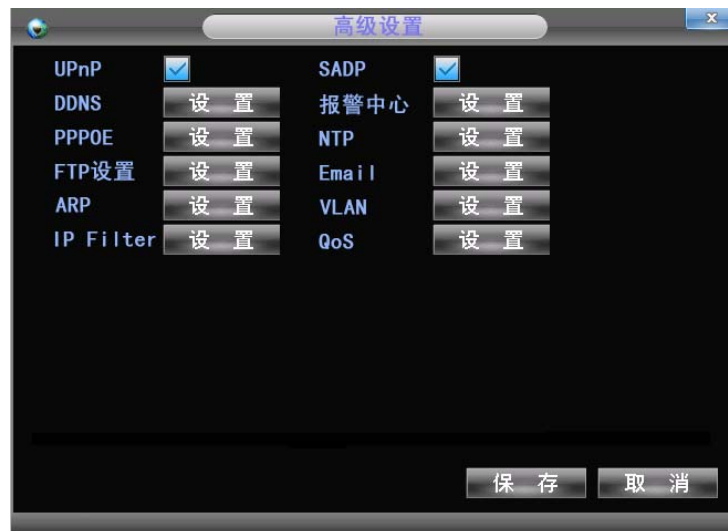 高级设置
UPnP SADP
DDNS 设 置 报警中心 设 置
PPPOE 设 置 NTP 设 置
FTP设置 设 置 Email 设 置
ARP 设 置 VLAN 设 置
IP Filter 设 置 QoS 设 置
保 存 取 消